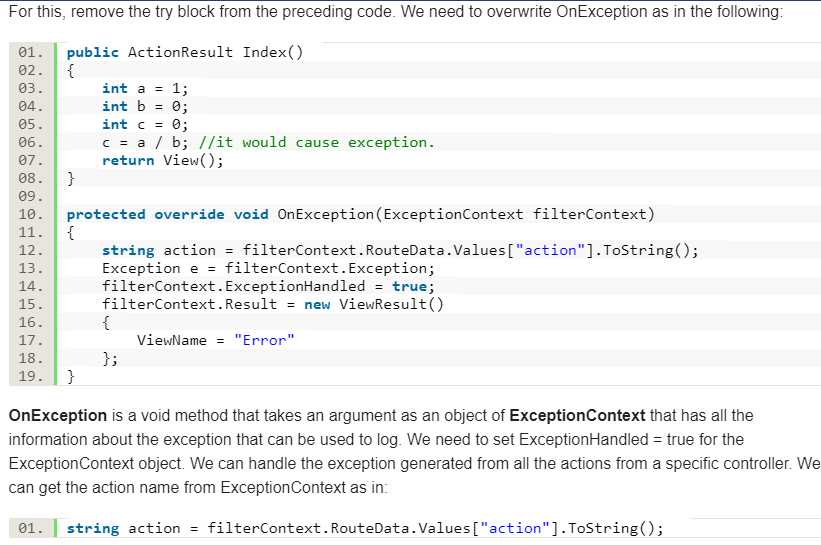 For this, remove the try block from the preceding code. We need to overwrite OnException as in the following:
01. public ActionResult Index()
02. {
03.     int a = 1;
04.     int b = 0;
05.     int c = 0;
06.     c = a / b; //it would cause exception.
07.     return View();
08. }
09.
10. protected override void OnException(ExceptionContext filterContext)
11. {
12.     string action = filterContext.RouteData.Values["action"].ToString();
13.     Exception e = filterContext.Exception;
14.     filterContext.ExceptionHandled = true;
15.     filterContext.Result = new ViewResult()
16.     {
17.         ViewName = "Error"
18.     };
19. }
OnException is a void method that takes an argument as an object of ExceptionContext that has all the
information about the exception that can be used to log. We need to set ExceptionHandled = true for the
ExceptionContext object. We can handle the exception generated from all the actions from a specific controller. We
can get the action name from ExceptionContext as in:
01. string action = filterContext.RouteData.Values["action"].ToString();